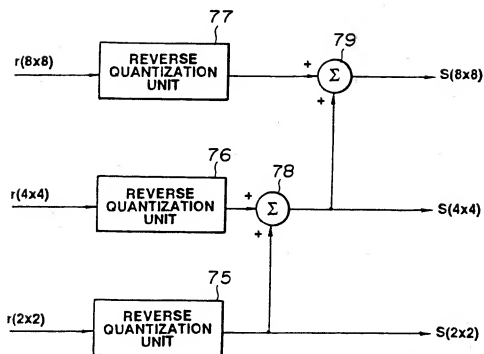 77
79
r(8x8)
REVERSE
QUANTIZATION
UNIT
+
Σ
S(8x8)
+
76
78
r(4x4)
REVERSE
QUANTIZATION
UNIT
+
Σ
S(4x4)
+
75
r(2x2)
REVERSE
QUANTIZATION
UNIT
S(2x2)